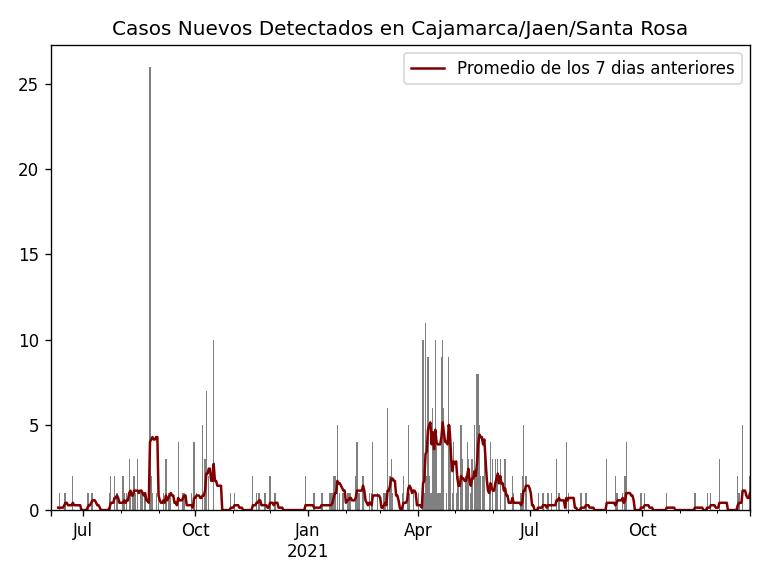 Casos Nuevos Detectados en Cajamarca/Jaen/Santa Rosa
Promedio de los 7 dias anteriores
25
20
15
10
5
0
Jul Oct Jan Apr Jul Oct
2021